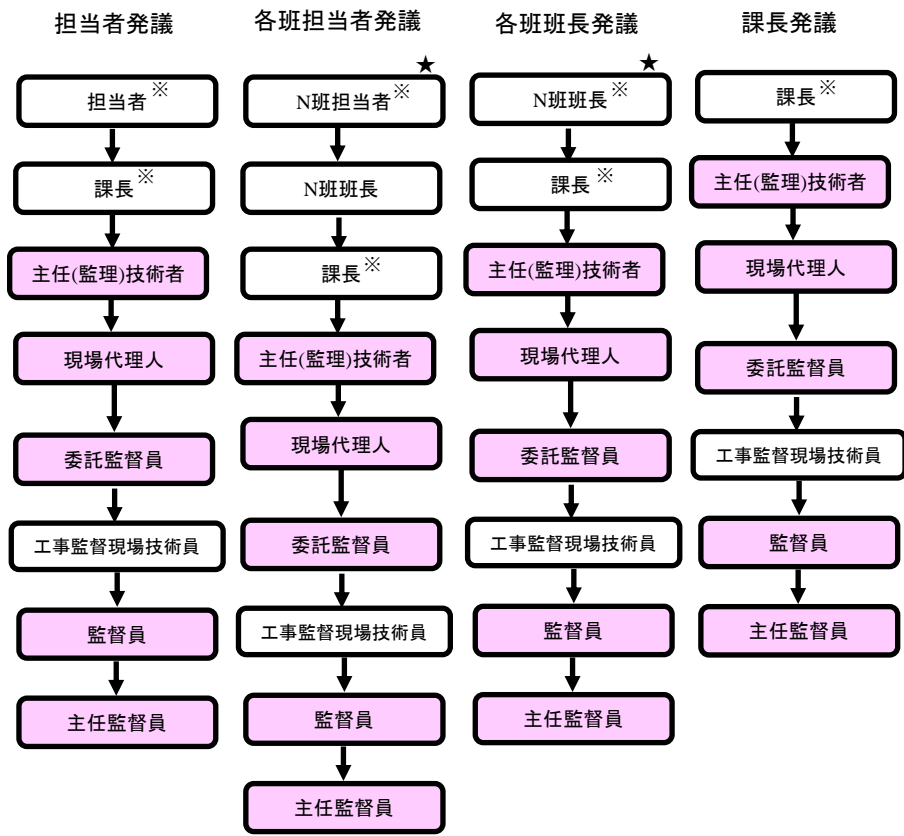 担当者発議
担当者※
課長※
主任(監理)技術者
現場代理人
委託監督員
工事監督現場技術員
監督員
主任監督員
各班担当者発議
★
N班担当者※
N班班長
課長※
主任(監理)技術者
現場代理人
委託監督員
工事監督現場技術員
監督員
主任監督員
各班班長発議
★
N班班長※
課長※
主任(監理)技術者
現場代理人
委託監督員
工事監督現場技術員
監督員
主任監督員
課長発議
課長※
主任(監理)技術者
現場代理人
委託監督員
工事監督現場技術員
監督員
主任監督員